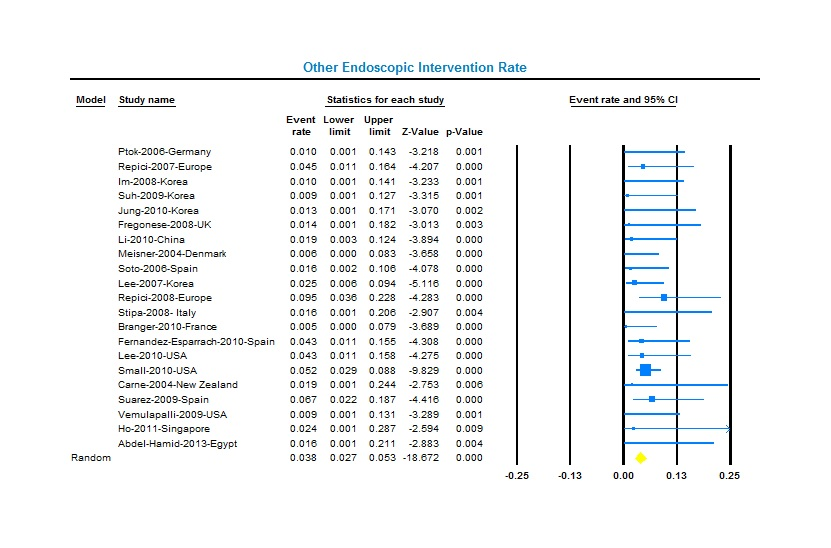 Other Endoscopic Intervention Rate
Model Study name Statistics for each study Event rate and 95% CI
Event Lower Upper
rate limit limit Z-Value p-Value
Ptok-2006-Germany 0.010 0.001 0.143 -3.218 0.001
Repici-2007-Europe 0.045 0.011 0.164 -4.207 0.000
Im-2008-Korea 0.010 0.001 0.141 -3.233 0.001
Suh-2009-Korea 0.009 0.001 0.127 -3.315 0.001
Jung-2010-Korea 0.013 0.001 0.171 -3.070 0.002
Fregonese-2008-UK 0.014 0.001 0.182 -3.013 0.003
Li-2010-China 0.019 0.003 0.124 -3.894 0.000
Meisner-2004-Denmark 0.006 0.000 0.083 -3.658 0.000
Soto-2006-Spain 0.016 0.002 0.106 -4.078 0.000
Lee-2007-Korea 0.025 0.006 0.094 -5.116 0.000
Repici-2008-Europe 0.095 0.036 0.228 -4.283 0.000
Stipa-2008- Italy 0.016 0.001 0.206 -2.907 0.004
Branger-2010-France 0.005 0.000 0.079 -3.689 0.000
Fernandez-Esparrach-2010-Spain 0.043 0.011 0.155 -4.308 0.000
Lee-2010-USA 0.043 0.011 0.158 -4.275 0.000
Small-2010-USA 0.052 0.029 0.088 -9.829 0.000
Carne-2004-New Zealand 0.019 0.001 0.244 -2.753 0.006
Suarez-2009-Spain 0.067 0.022 0.187 -4.416 0.000
Vemulapalli-2009-USA 0.009 0.001 0.131 -3.289 0.001
Ho-2011-Singapore 0.024 0.001 0.287 -2.594 0.009
Abdel-Hamid-2013-Egypt 0.016 0.001 0.211 -2.883 0.004
Random 0.038 0.027 0.053 -18.672 0.000
-0.25 -0.13 0.00 0.13 0.25